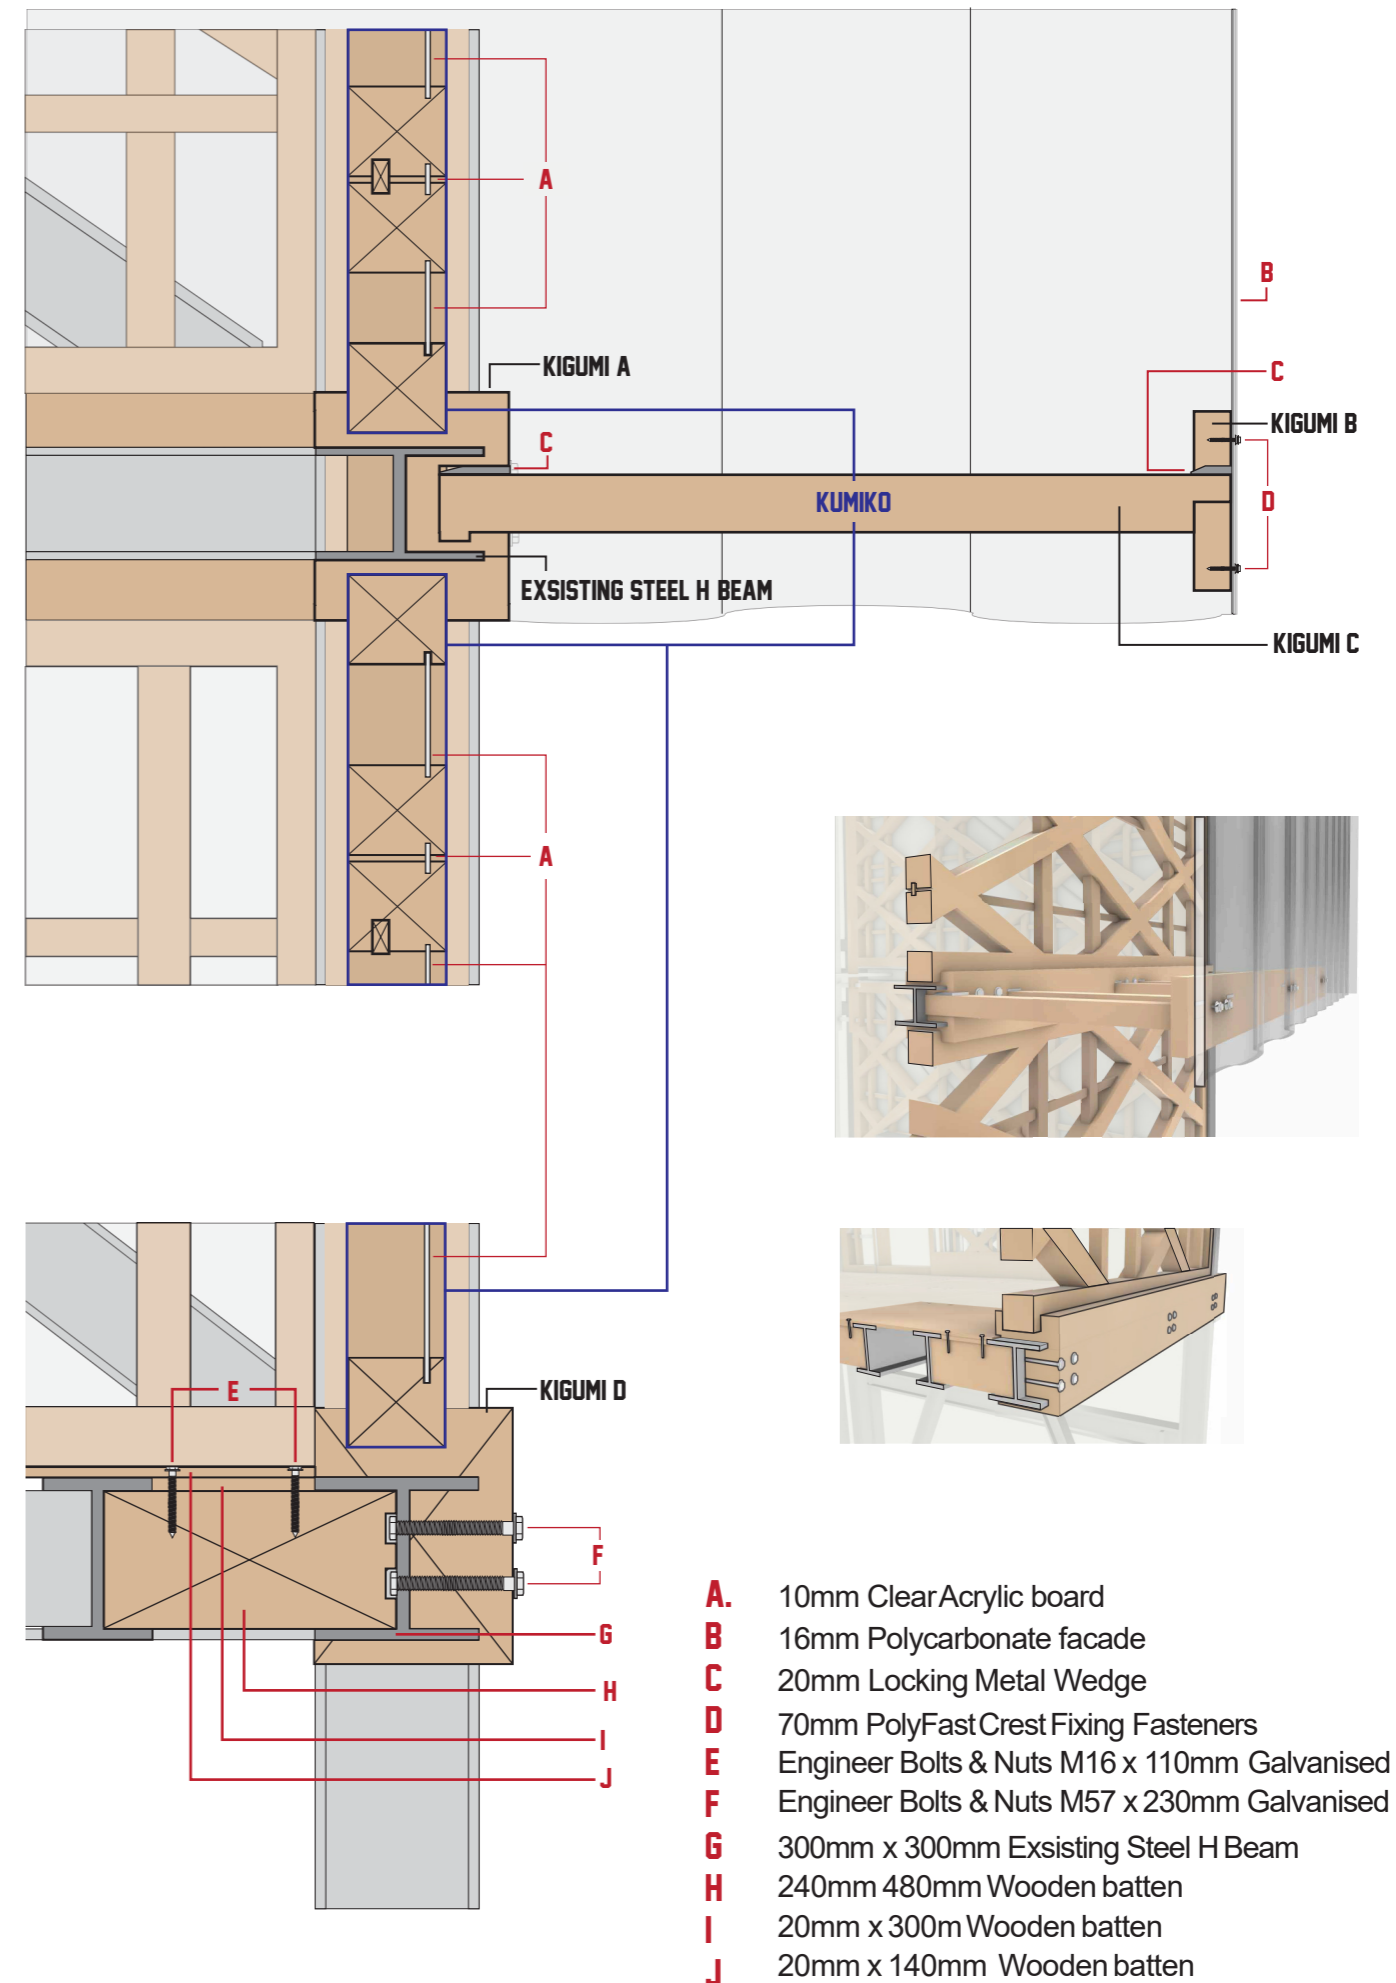 A
B
KIGUMI A
C
KIGUMI B
C
KUMIKO
D
EXSISTING STEEL H BEAM
KIGUMI C
A
E
KIGUMI D
F
G
H
I
J
A. 10mm Clear Acrylic board
B 16mm Polycarbonate facade
C 20mm Locking Metal Wedge
D 70mm PolyFast Crest Fixing Fasteners
E Engineer Bolts & Nuts M16 x 110mm Galvanised
F Engineer Bolts & Nuts M57 x 230mm Galvanised
G 300mm x 300mm Exsisting Steel H Beam
H 240mm 480mm Wooden batten
I 20mm x 300m Wooden batten
J 20mm x 140mm Wooden batten